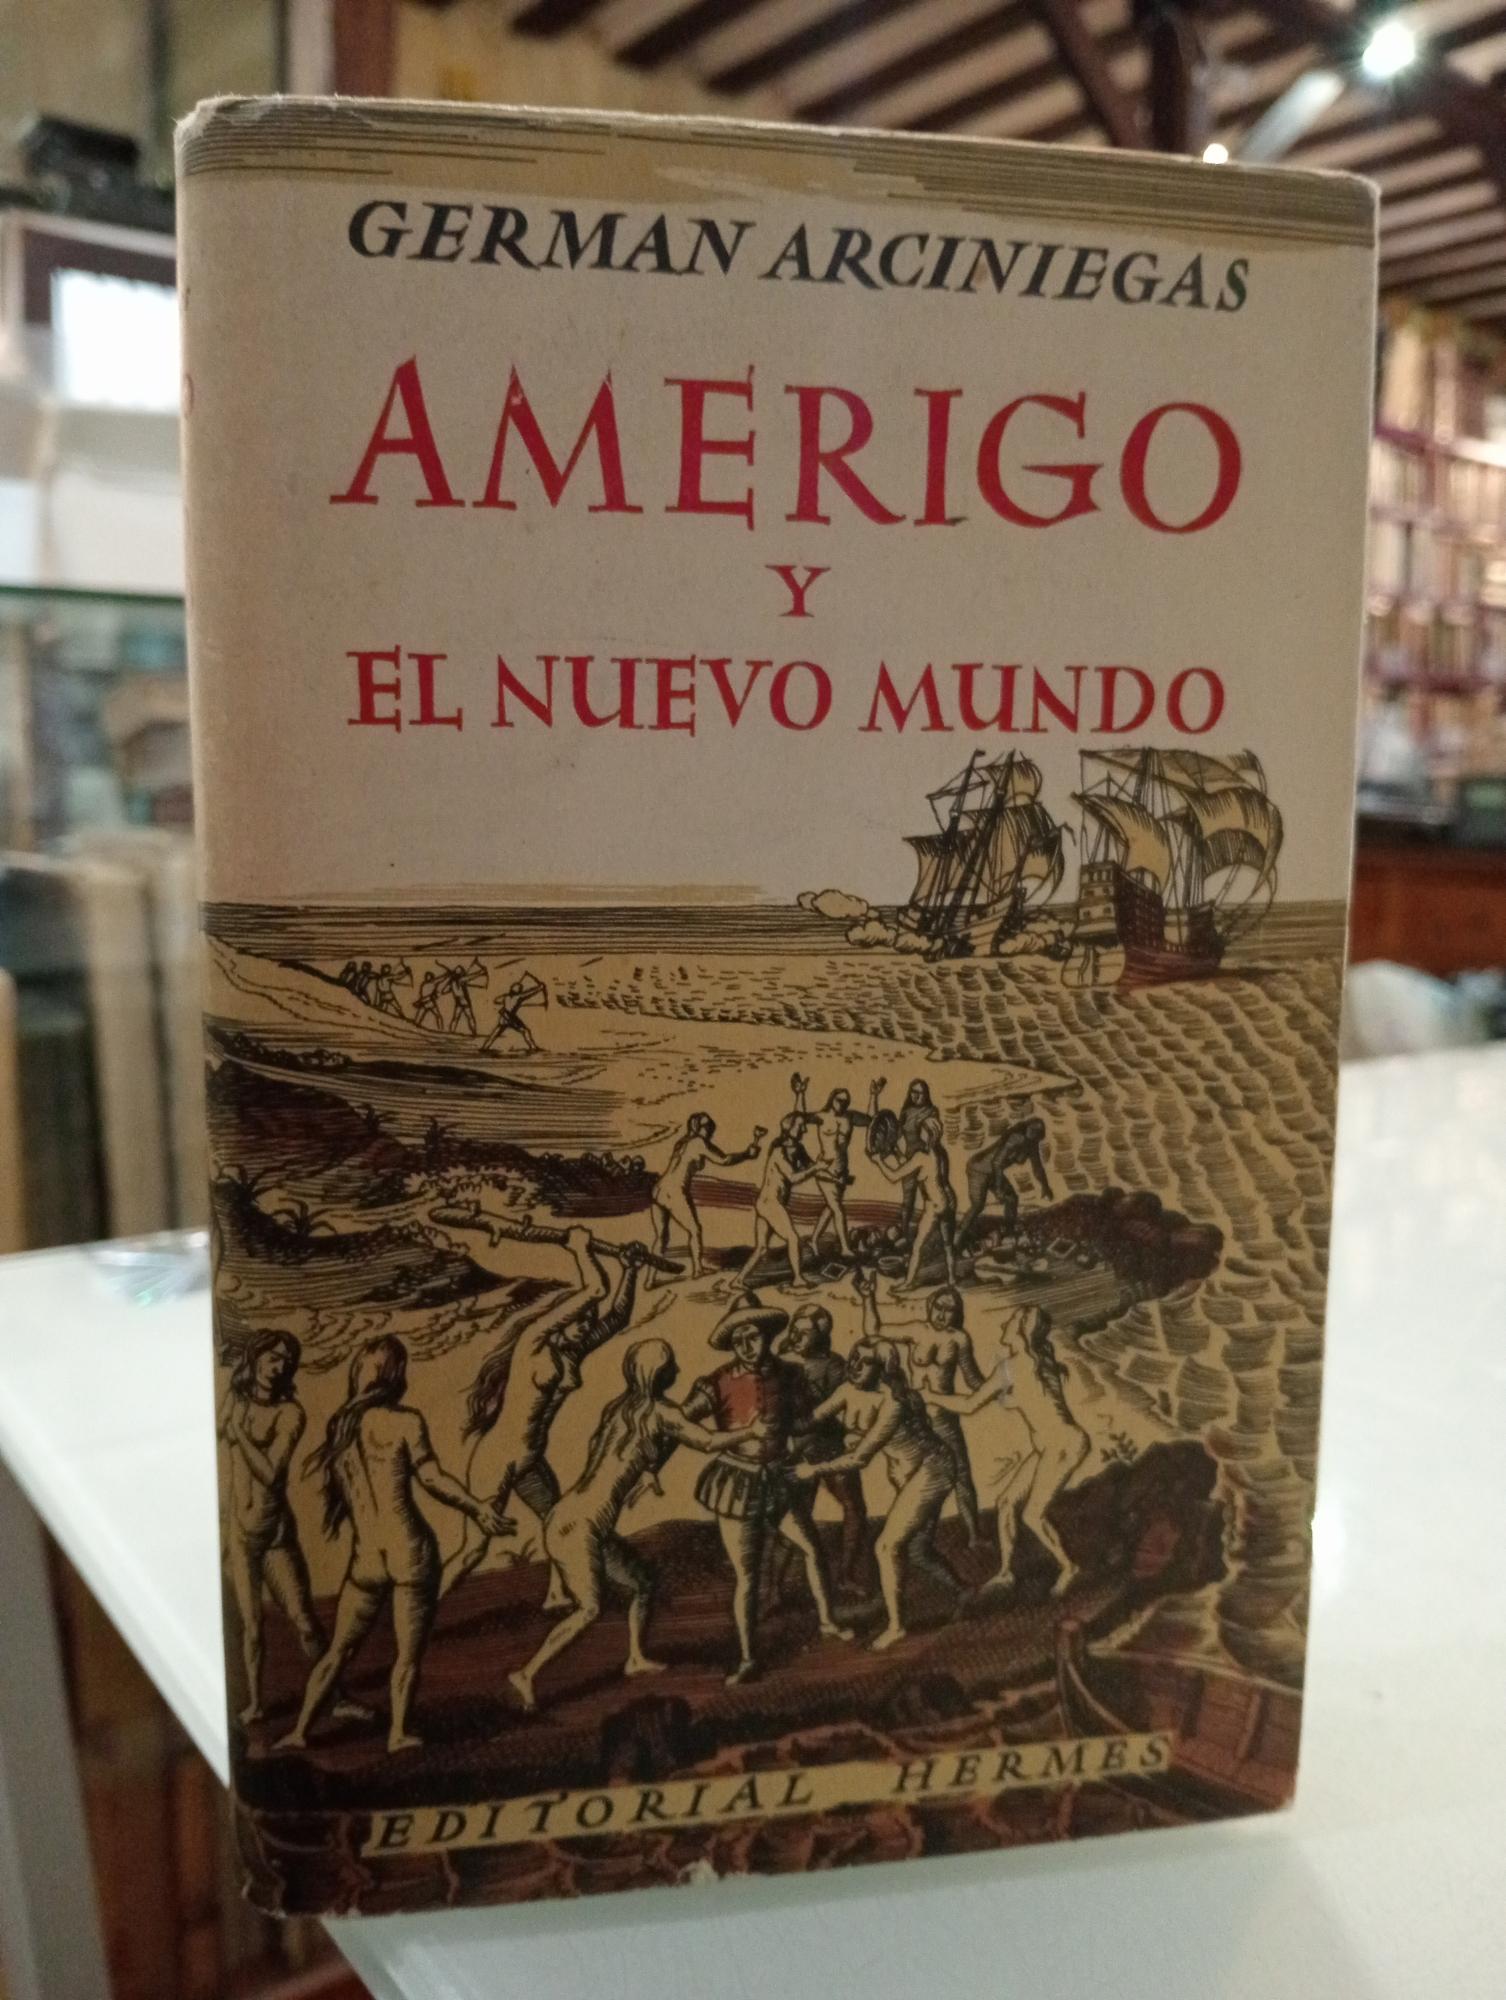 GERMAN ARCINIEGAS
AMERIGO
Y
EL NUEVO MUNDO
EDITORIAL HERMES